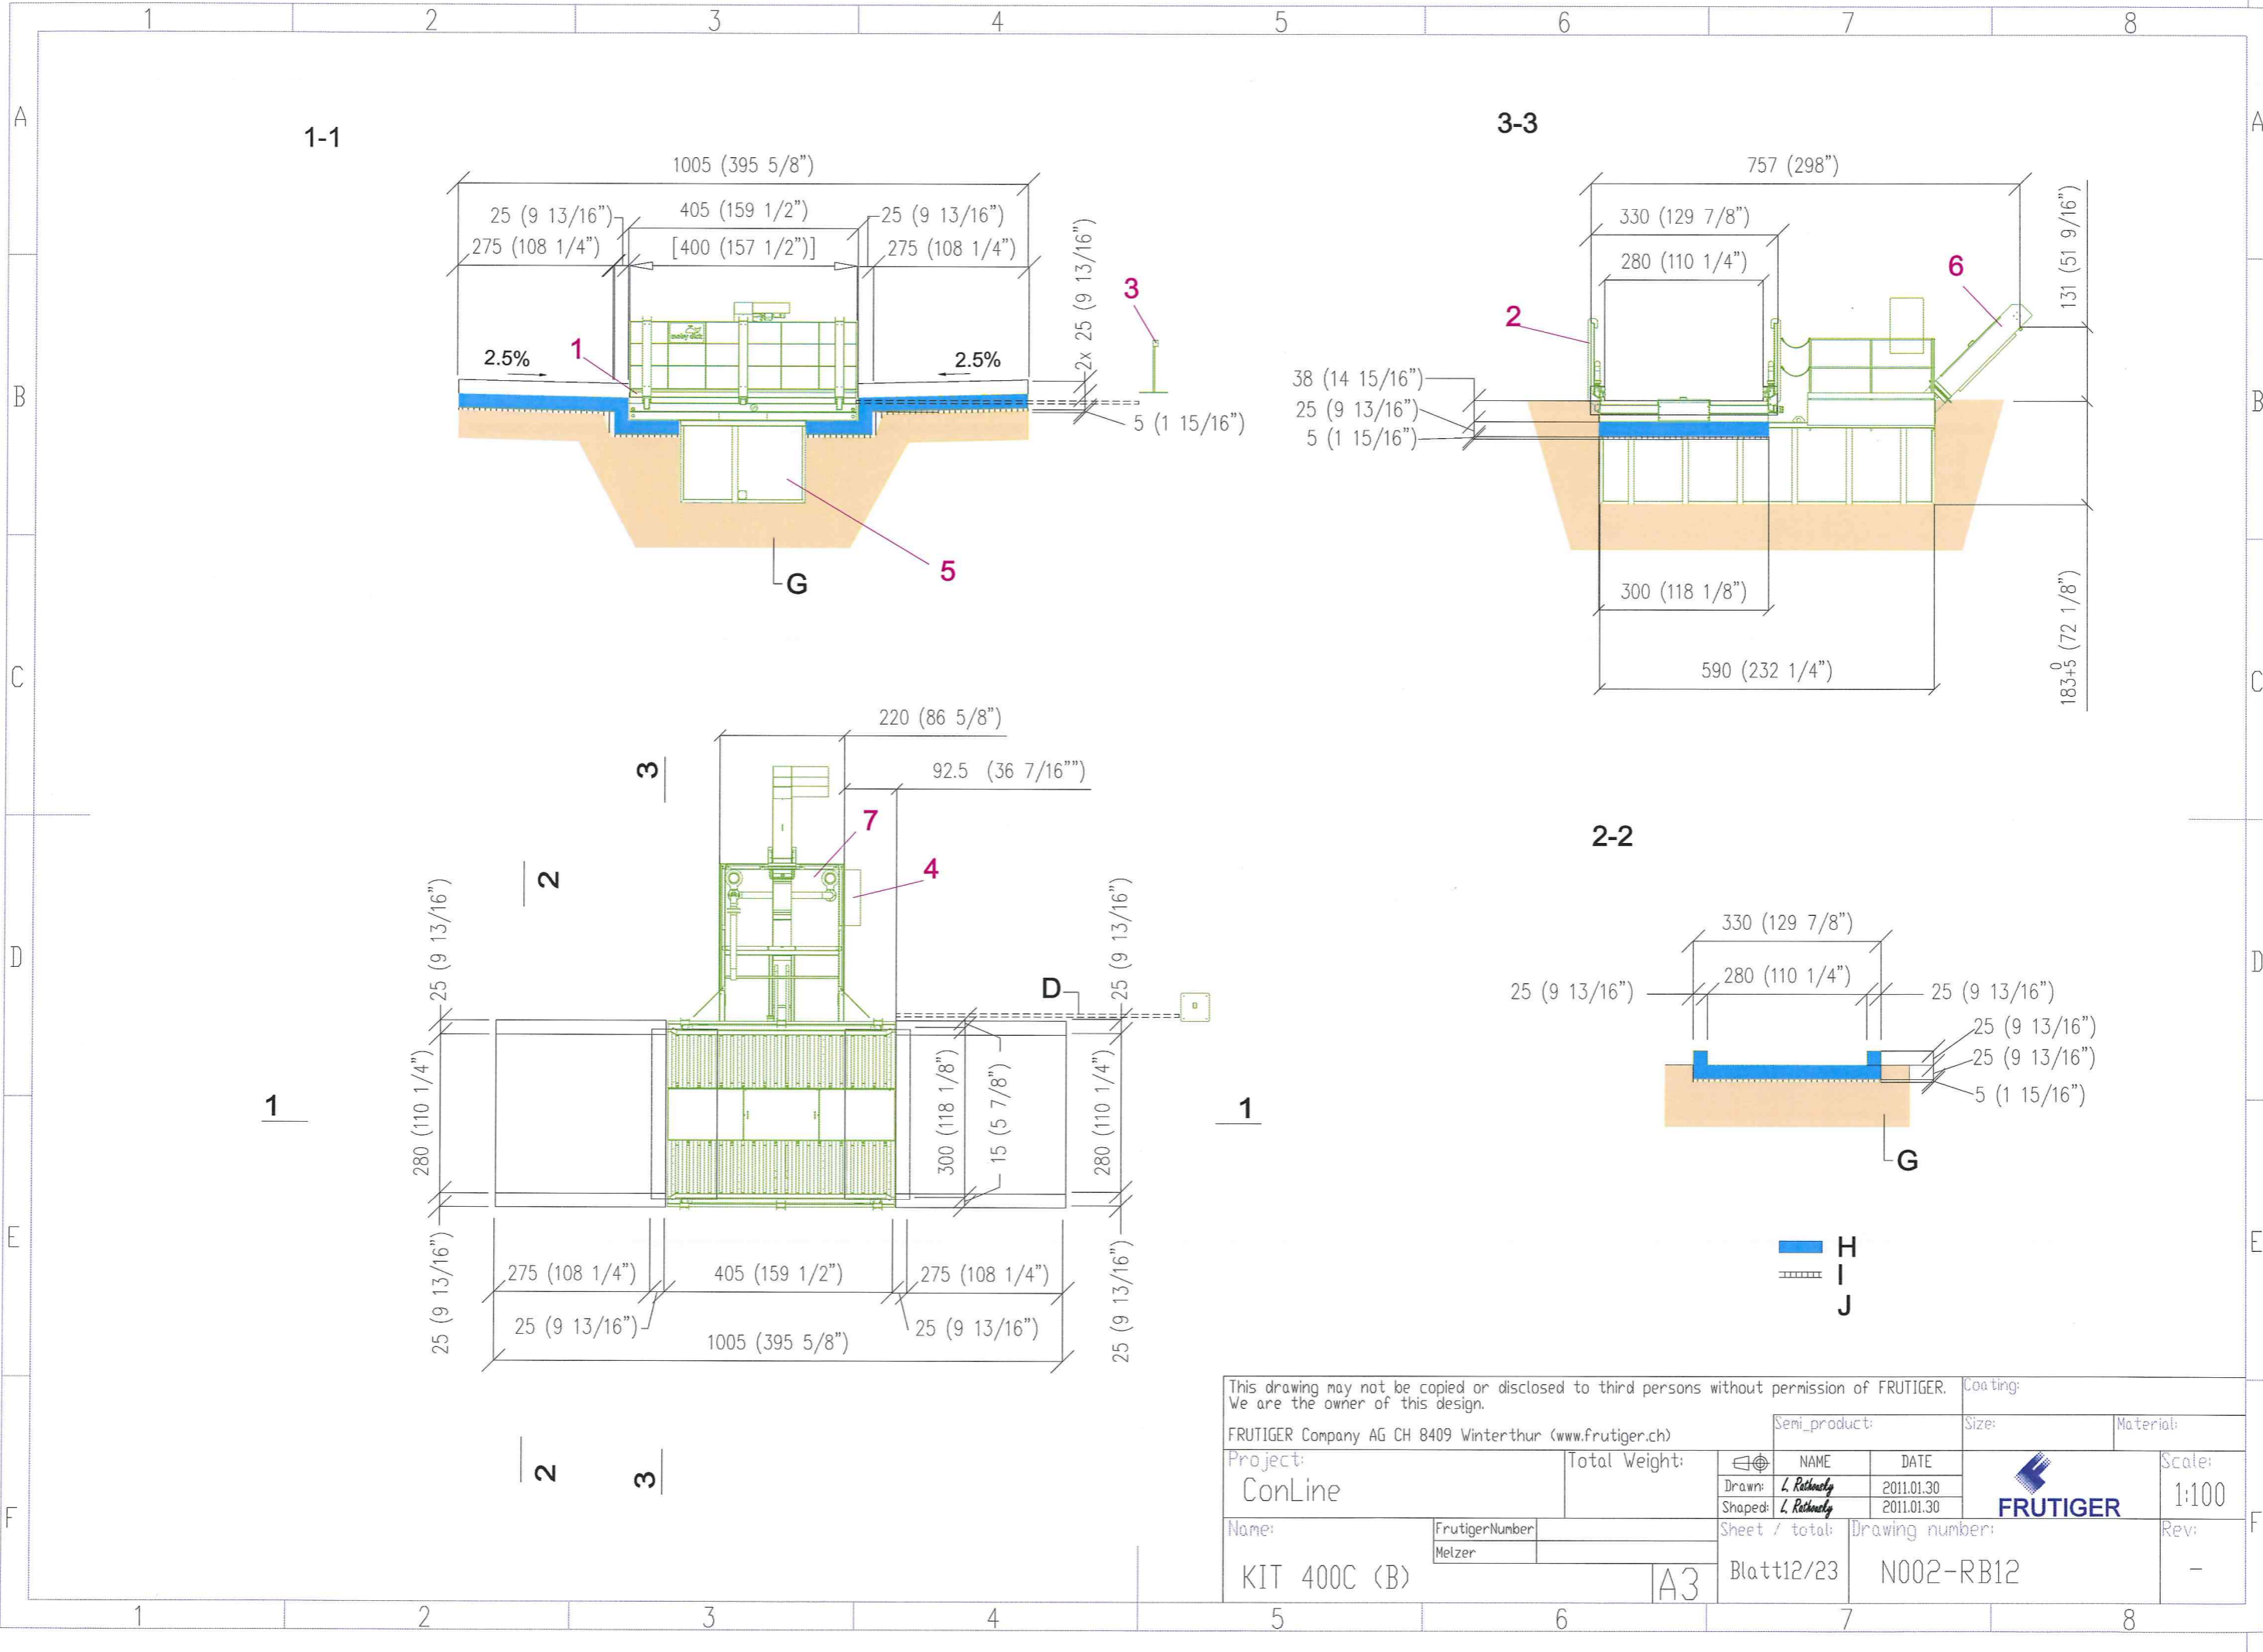 1 2 3 4 5 6 7 8
A
B
C
D
E
F
A
B
C
D
E
F
1-1
1005 (395 5/8")
25 (9 13/16")
405 (159 1/2")
25 (9 13/16")
275 (108 1/4")
[400 (157 1/2")]
275 (108 1/4")
2x 25 (9 13/16")
3
1
2.5%
2.5%
5 (1 15/16")
5
G
3-3
757 (298")
330 (129 7/8")
280 (110 1/4")
131 (51 9/16")
6
2
38 (14 15/16")
25 (9 13/16")
5 (1 15/16")
300 (118 1/8")
590 (232 1/4")
183+5 0 (72 1/8")
220 (86 5/8")
92.5 (36 7/16"")
3
7
4
2
25 (9 13/16")
25 (9 13/16")
D
280 (110 1/4")
300 (118 1/8")
15 (5 7/8")
280 (110 1/4")
1
1
25 (9 13/16")
275 (108 1/4")
405 (159 1/2")
275 (108 1/4")
25 (9 13/16")
25 (9 13/16")
25 (9 13/16")
1005 (395 5/8")
2
3
2-2
330 (129 7/8")
280 (110 1/4")
25 (9 13/16")
25 (9 13/16")
25 (9 13/16")
25 (9 13/16")
5 (1 15/16")
G
H
I
J
This drawing may not be copied or disclosed to third persons without permission of FRUTIGER.
We are the owner of this design.
FRUTIGER Company AG CH 8409 Winterthur (www.frutiger.ch)
Coating:
Semi_product:
Size:
Material:
Project:
ConLine
Total Weight:
NAME
DATE
Drawn: L. Rathousky 2011.01.30
Shaped: L. Rathousky 2011.01.30
FRUTIGER
Scale:
1:100
Name:
KIT 400C (B)
FrutigerNumber
Melzer
A3
Sheet / total:
Blatt12/23
Drawing number:
N002-RB12
Rev:
-
1 2 3 4 5 6 7 8